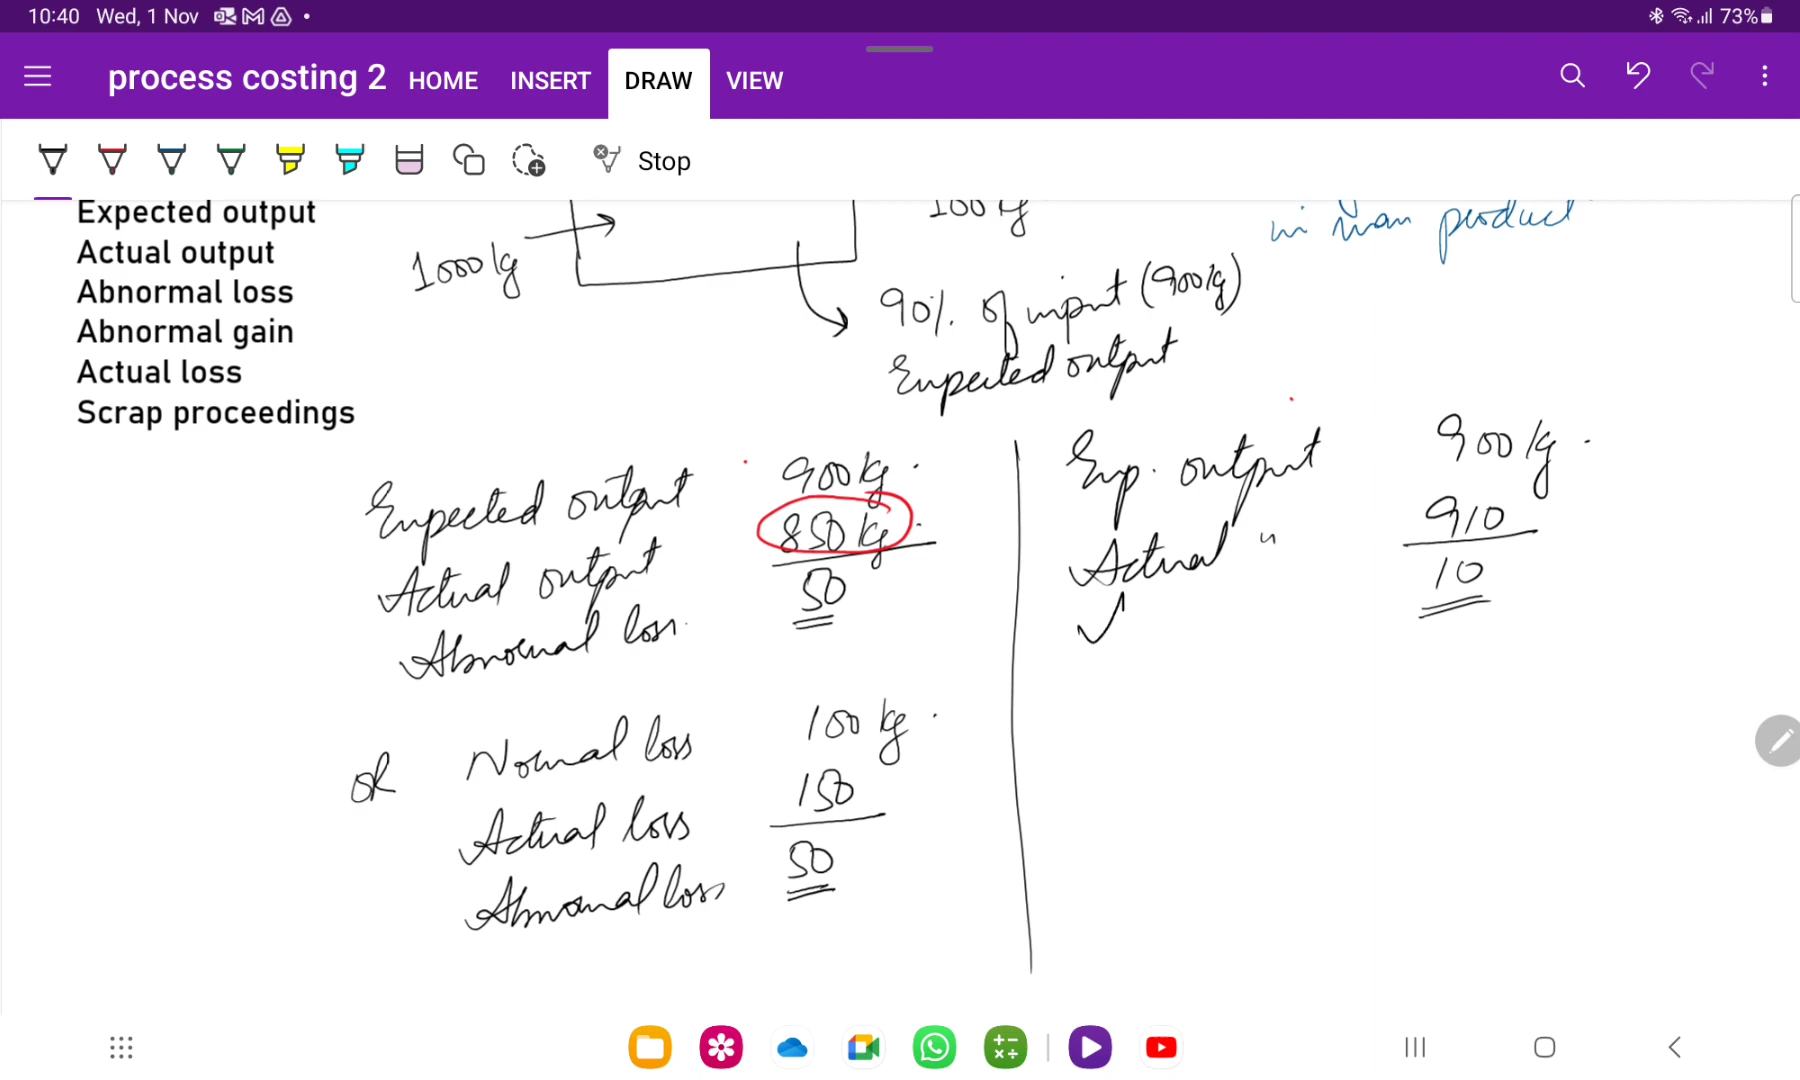 10:40 Wed, 1 Nov
73%
process costing 2 HOME INSERT DRAW VIEW
Stop
Expected output
Actual output
Abnormal loss
Abnormal gain
Actual loss
Scrap proceedings
1000 kg
100 kg
in main product
90% of input (900 kg)
Expected output
Expected output 900 kg.
Actual output 850 kg.
Abnormal loss. 50
or Normal loss 100 kg.
Actual loss 150
Abnormal loss 50
Exp. output 900 kg.
Actual " 910
10